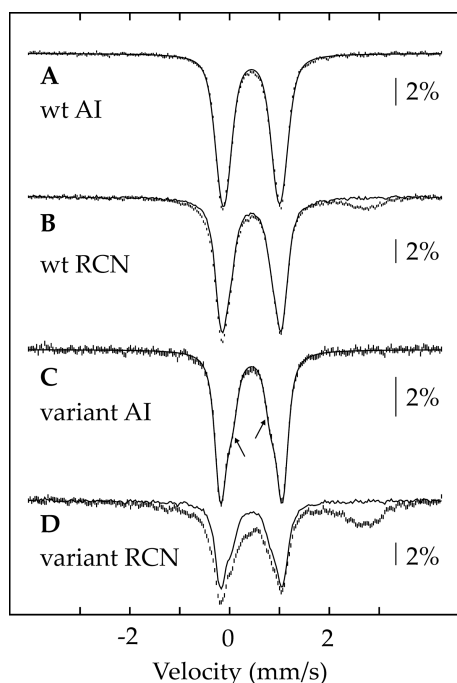 A
wt AI
2%
B
wt RCN
2%
C
variant AI
2%
D
variant RCN
2%
-2 0 2
Velocity (mm/s)